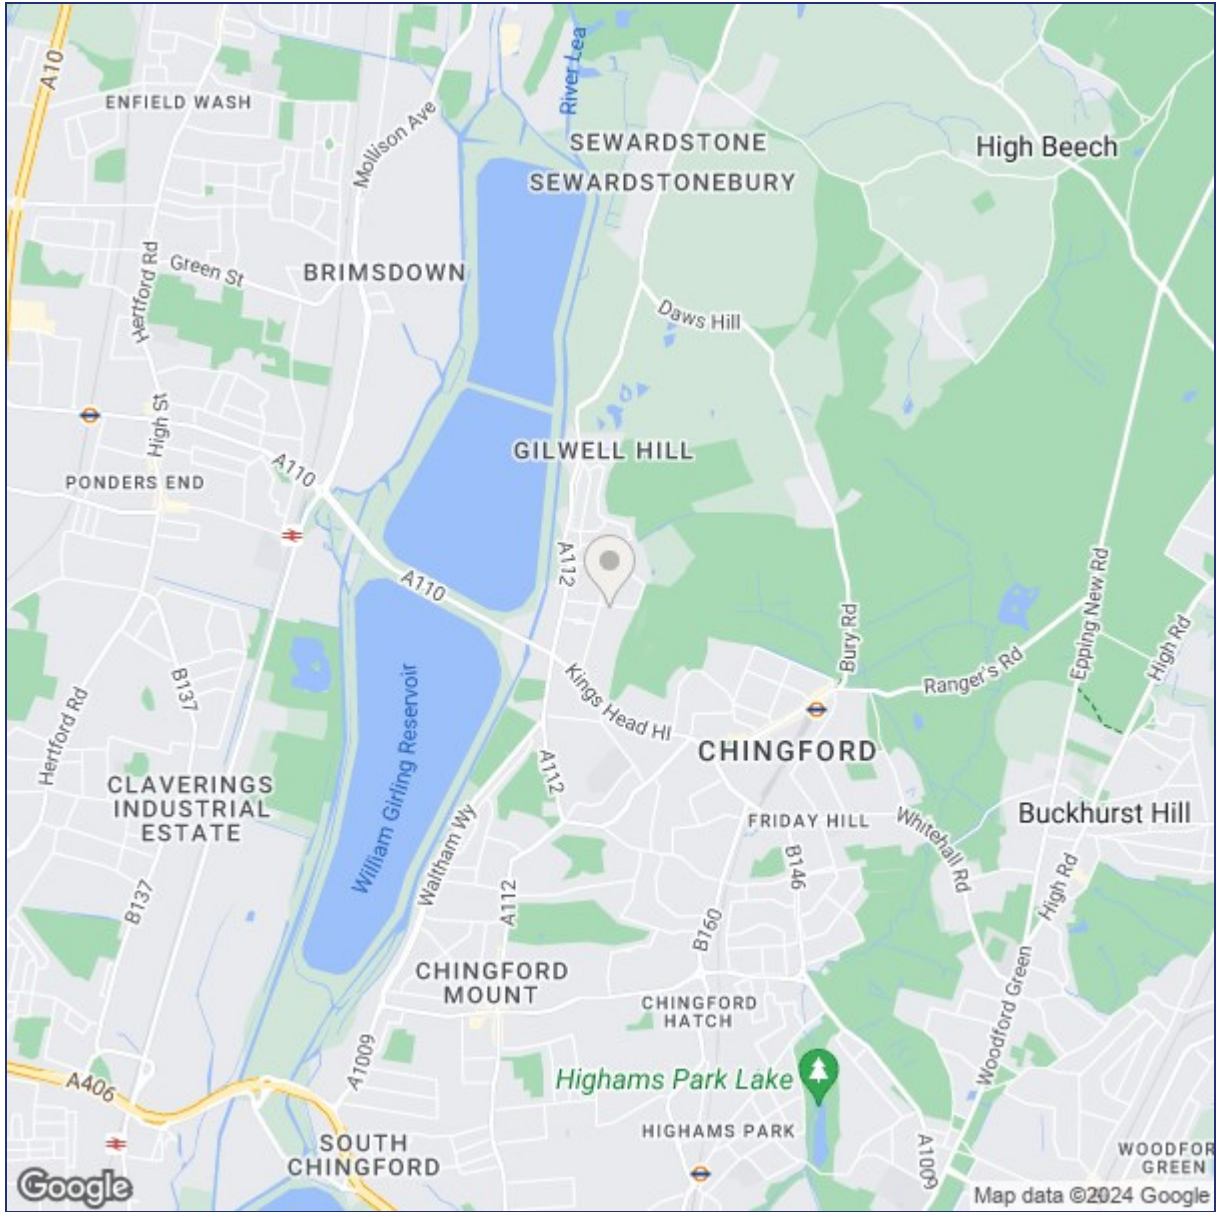 A10
ENFIELD WASH
Mollison Ave
River Lea
SEWARDSTONE
SEWARDSTONEBURY
High Beech
Hertford Rd
Green St
BRIMSDOWN
Daws Hill
High St
GILWELL HILL
PONDERS END
A110
A112
A110
Kings Head Hl
Bury Rd
Ranger's Rd
Epping New Rd
High Rd
B137
Hertford Rd
William Girling Reservoir
CHINGFORD
A112
CLAVERINGS
INDUSTRIAL
ESTATE
Waltham Wy
FRIDAY HILL
Whitehall Rd
Buckhurst Hill
B146
High Rd
B137
A112
B160
CHINGFORD
MOUNT
CHINGFORD
HATCH
Woodford Green
A1009
A406
Highams Park Lake
HIGHAMS PARK
A1009
SOUTH
CHINGFORD
WOODFOR
GREEN
Google
Map data ©2024 Google